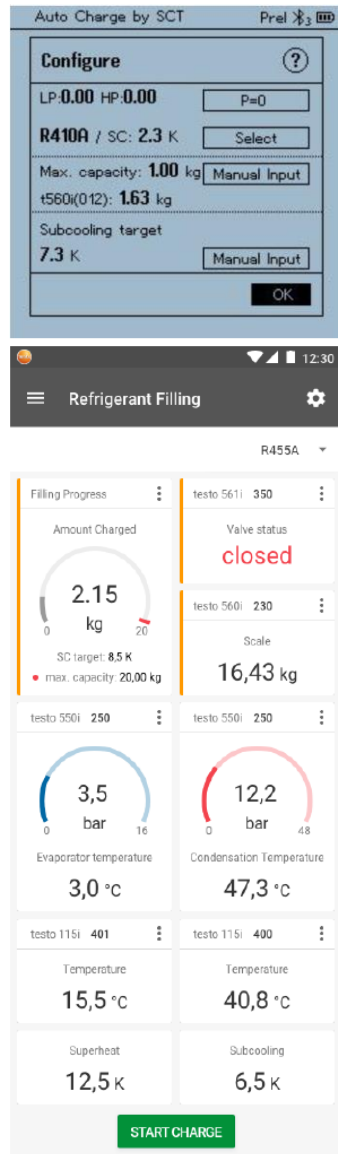 Auto Charge by SCT Prel 3
Configure ?
LP:0.00 HP:0.00 P=0
R410A / SC: 2.3 K Select
Max. capacity: 1.00 kg Manual Input
t560i(012): 1.63 kg
Subcooling target
7.3 K Manual Input
OK
12:30
Refrigerant Filling
R455A
Filling Progress
Amount Charged
2.15
kg
0 20
SC target: 8,5 K
max. capacity: 20,00 kg
testo 561i 350
Valve status
closed
testo 560i 230
Scale
16,43 kg
testo 550i 250
3,5
bar
0 16
Evaporator temperature
3,0 °C
testo 550i 250
12,2
bar
0 48
Condensation Temperature
47,3 °C
testo 115i 401
Temperature
15,5 °C
testo 115i 400
Temperature
40,8 °C
Superheat
12,5 K
Subcooling
6,5 K
START CHARGE